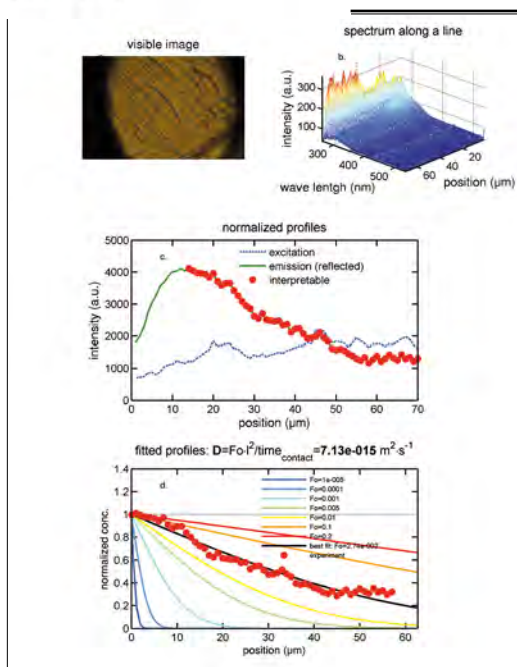 visible image
spectrum along a line
b.
300
200
100
intensity (a.u.)
300
400
500
60
40
20
wave lentgh (nm)
position (µm)
normalized profiles
5000
4000
3000
2000
1000
0
intensity (a.u.)
c.
excitation
emission (reflected)
interpretable
0 10 20 30 40 50 60 70
position (µm)
fitted profiles: D=Fo·l²/time contact=7.13e-015 m²·s⁻¹
1.4
1.2
1
0.8
0.6
0.4
0.2
0
normalized conc.
d.
Fo=1e-005
Fo=0.0001
Fo=0.001
Fo=0.005
Fo=0.01
Fo=0.1
Fo=0.2
experiment
0 10 20 30 40 50 60
position (µm)